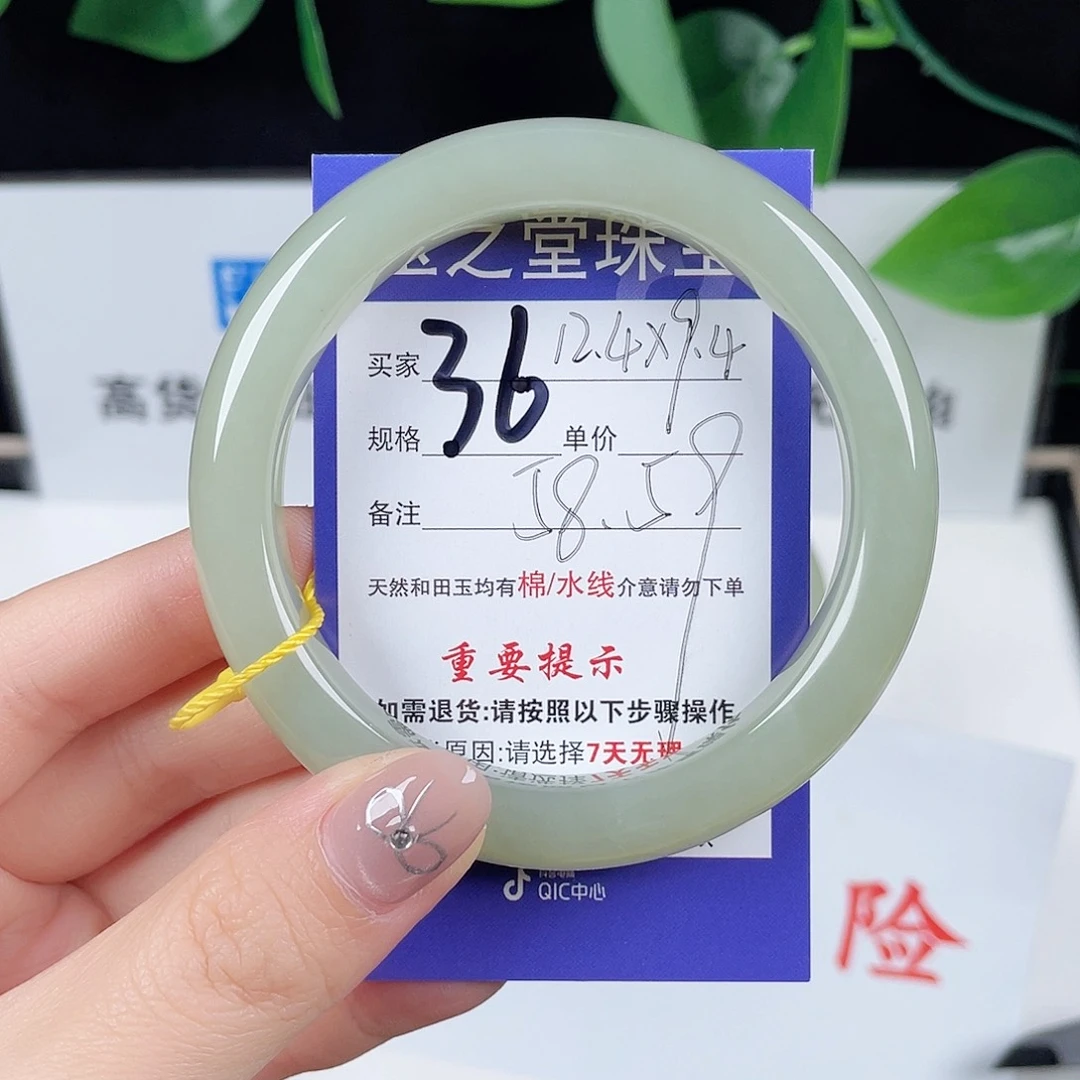 之堂珠
买家 36 12.4×9.4
规格 单价
备注 58.59
天然和田玉均有棉/水线介意请勿下单
重要提示
如需退货:请按照以下步骤操作
原因:请选择7天无理
QIC中心
高货
险